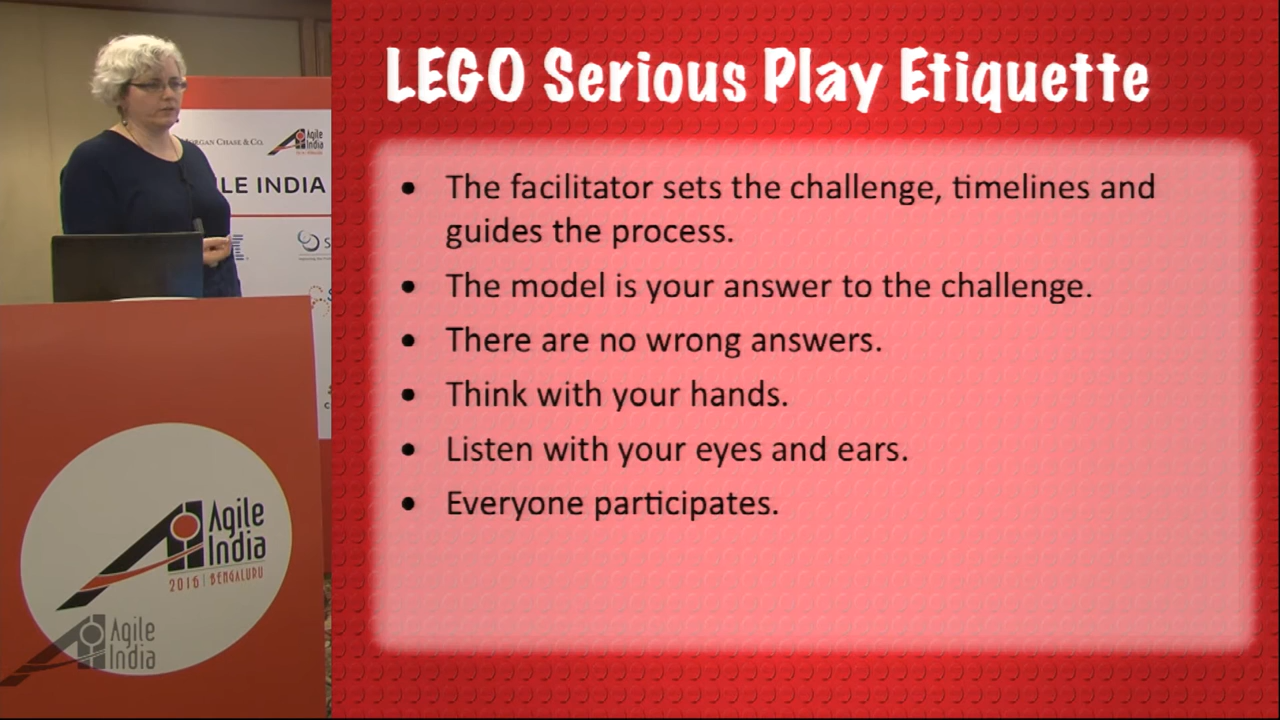 LEGO Serious Play Etiquette
• The facilitator sets the challenge, timelines and
guides the process.
• The model is your answer to the challenge.
• There are no wrong answers.
• Think with your hands.
• Listen with your eyes and ears.
• Everyone participates.
ORGAN CHASE & CO.
Agile
India
LE INDIA
Agile
India
2016 | BENGALURU
Agile
India